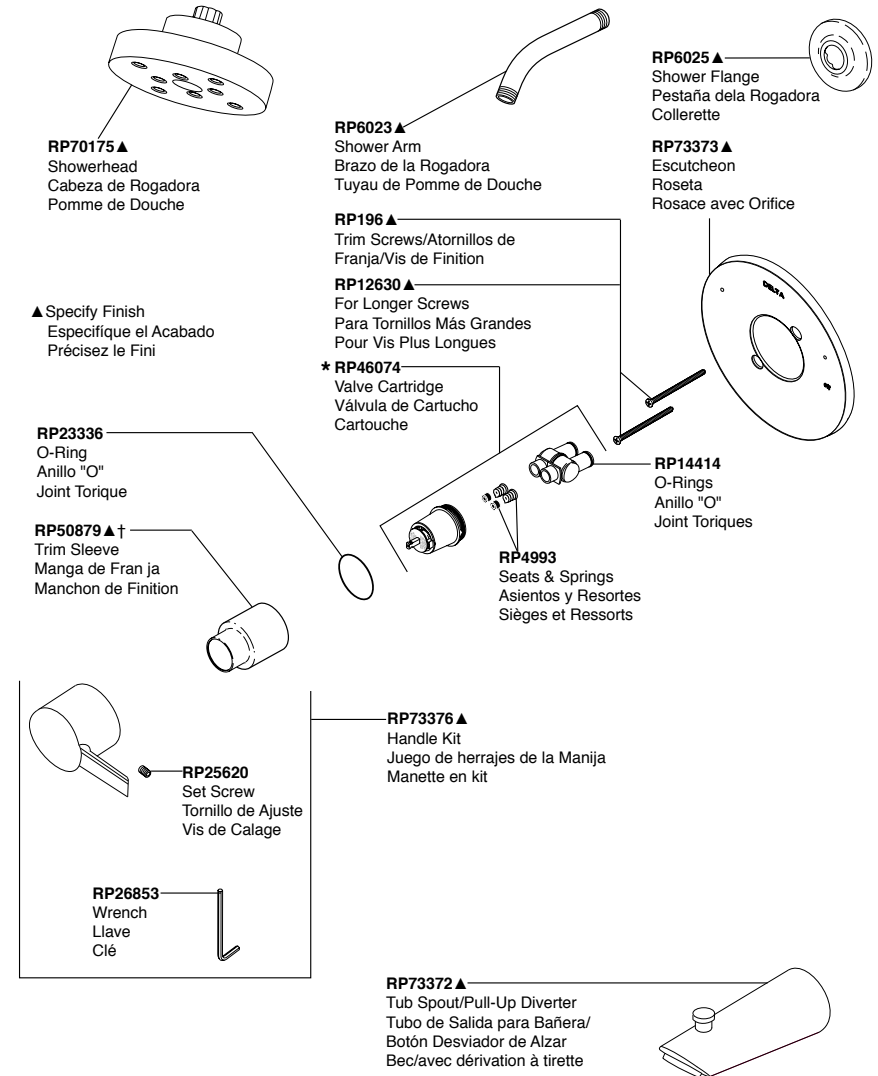 RP70175▲
Showerhead
Cabeza de Rogadora
Pomme de Douche
RP6023▲
Shower Arm
Brazo de la Rogadora
Tuyau de Pomme de Douche
RP6025▲
Shower Flange
Pestaña dela Rogadora
Collerette
RP73373▲
Escutcheon
Roseta
Rosace avec Orifice
DELTA
RP196▲
Trim Screws/Atornillos de
Franja/Vis de Finition
RP12630▲
For Longer Screws
Para Tornillos Más Grandes
Pour Vis Plus Longues
▲Specify Finish
Especifíque el Acabado
Précisez le Fini
* RP46074
Valve Cartridge
Válvula de Cartucho
Cartouche
RP23336
O-Ring
Anillo "O"
Joint Torique
RP14414
O-Rings
Anillo "O"
Joint Toriques
RP4993
Seats & Springs
Asientos y Resortes
Sièges et Ressorts
RP50879▲†
Trim Sleeve
Manga de Fran ja
Manchon de Finition
RP73376▲
Handle Kit
Juego de herrajes de la Manija
Manette en kit
RP25620
Set Screw
Tornillo de Ajuste
Vis de Calage
RP26853
Wrench
Llave
Clé
RP73372▲
Tub Spout/Pull-Up Diverter
Tubo de Salida para Bañera/
Botón Desviador de Alzar
Bec/avec dérivation à tirette